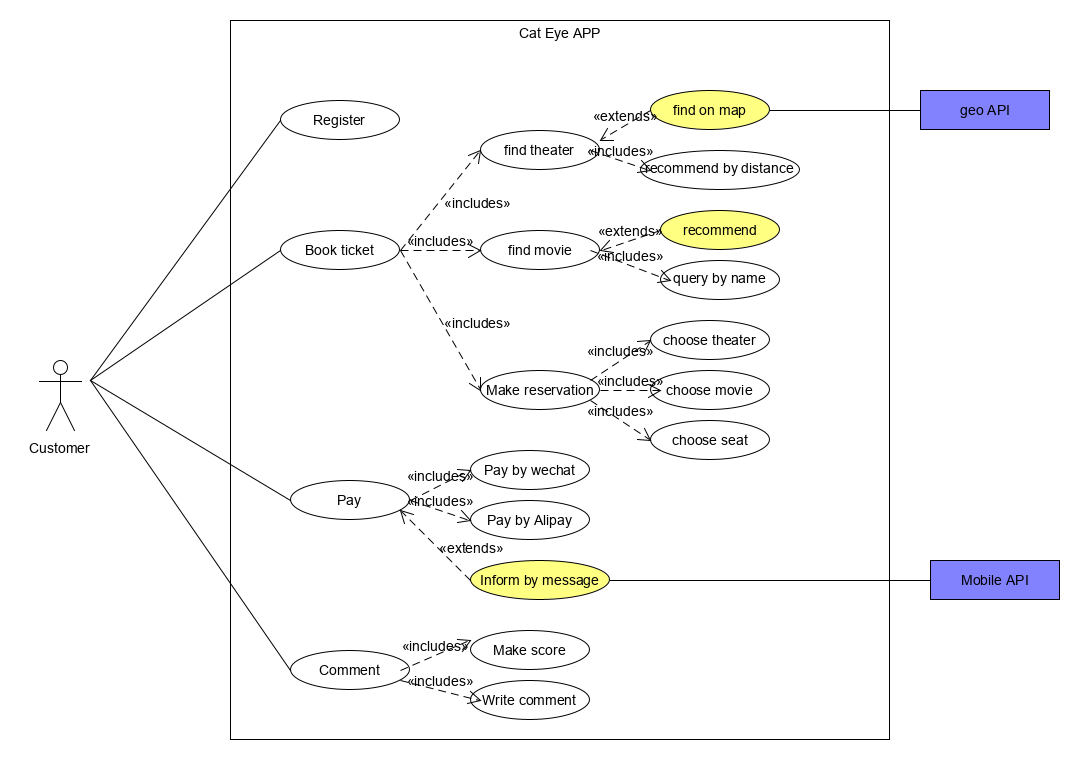 Cat Eye APP
find on map
geo API
«extends»
Register
find theater
«includes»
recommend by distance
«includes»
recommend
«extends»
Book ticket
«includes»
find movie
«includes»
query by name
«includes»
choose theater
«includes»
Make reservation
«includes»
choose movie
«includes»
choose seat
Customer
Pay by wechat
«includes»
Pay
«includes»
Pay by Alipay
«extends»
Inform by message
Mobile API
«includes»
Make score
Comment
«includes»
Write comment